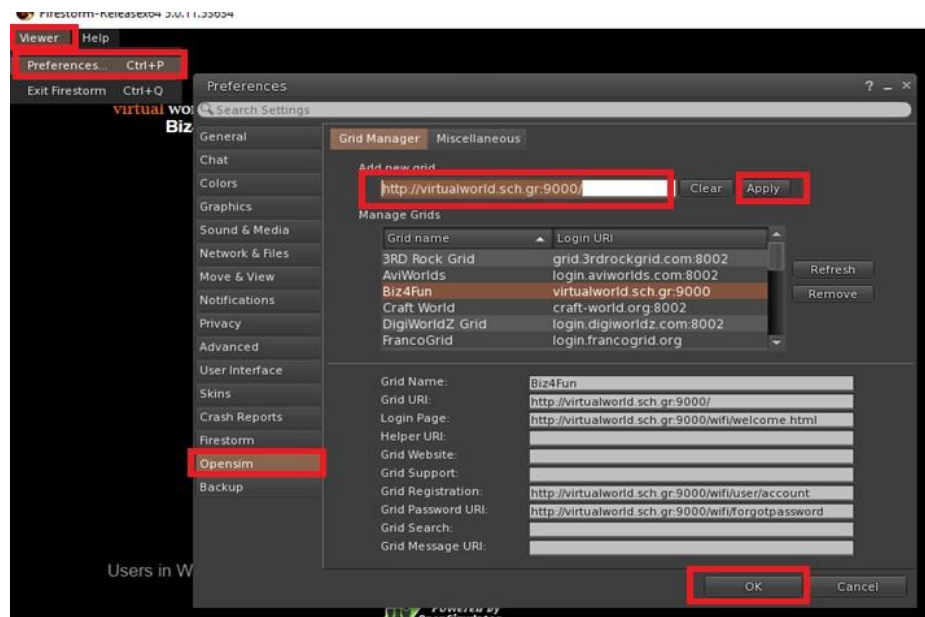 Firestorm-Releasex64 5.0.11.53634
Viewer Help
Preferences... Ctrl+P
Exit Firestorm Ctrl+Q
virtual wo
Biz
Preferences ? _ ×
Search Settings
General
Chat
Colors
Graphics
Sound & Media
Network & Files
Move & View
Notifications
Privacy
Advanced
User Interface
Skins
Crash Reports
Firestorm
Opensim
Backup
Grid Manager Miscellaneous
Add new grid
http://virtualworld.sch.gr:9000/ Clear Apply
Manage Grids
Grid name Login URI
3RD Rock Grid grid.3rdrockgrid.com:8002
AviWorlds login.aviworlds.com:8002
Biz4Fun virtualworld.sch.gr:9000
Craft World craft-world.org:8002
DigiWorldZ Grid login.digiworldz.com:8002
FrancoGrid login.francogrid.org
Refresh
Remove
Grid Name: Biz4Fun
Grid URI: http://virtualworld.sch.gr:9000/
Login Page: http://virtualworld.sch.gr:9000/wifi/welcome.html
Helper URI:
Grid Website:
Grid Support:
Grid Registration: http://virtualworld.sch.gr:9000/wifi/user/account
Grid Password URI: http://virtualworld.sch.gr:9000/wifi/forgotpassword
Grid Search:
Grid Message URI:
OK Cancel
Users in W
Powered by
OpenSimulator